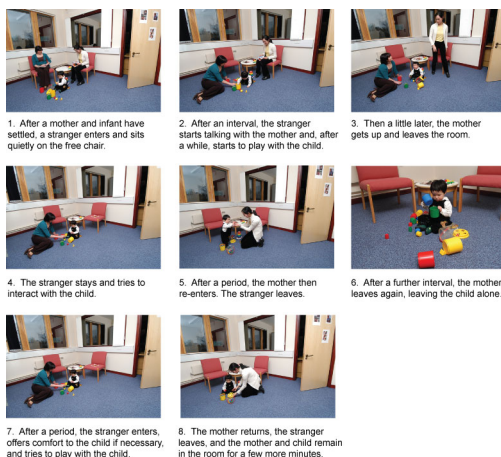 1. After a mother and infant have
settled, a stranger enters and sits
quietly on the free chair.
2. After an interval, the stranger
starts talking with the mother and, after
a while, starts to play with the child.
3. Then a little later, the mother
gets up and leaves the room.
4. The stranger stays and tries to
interact with the child.
5. After a period, the mother then
re-enters. The stranger leaves.
6. After a further interval, the mother
leaves again, leaving the child alone.
7. After a period, the stranger enters,
offers comfort to the child if necessary,
and tries to play with the child.
8. The mother returns, the stranger
leaves, and the mother and child remain
in the room for a few more minutes.